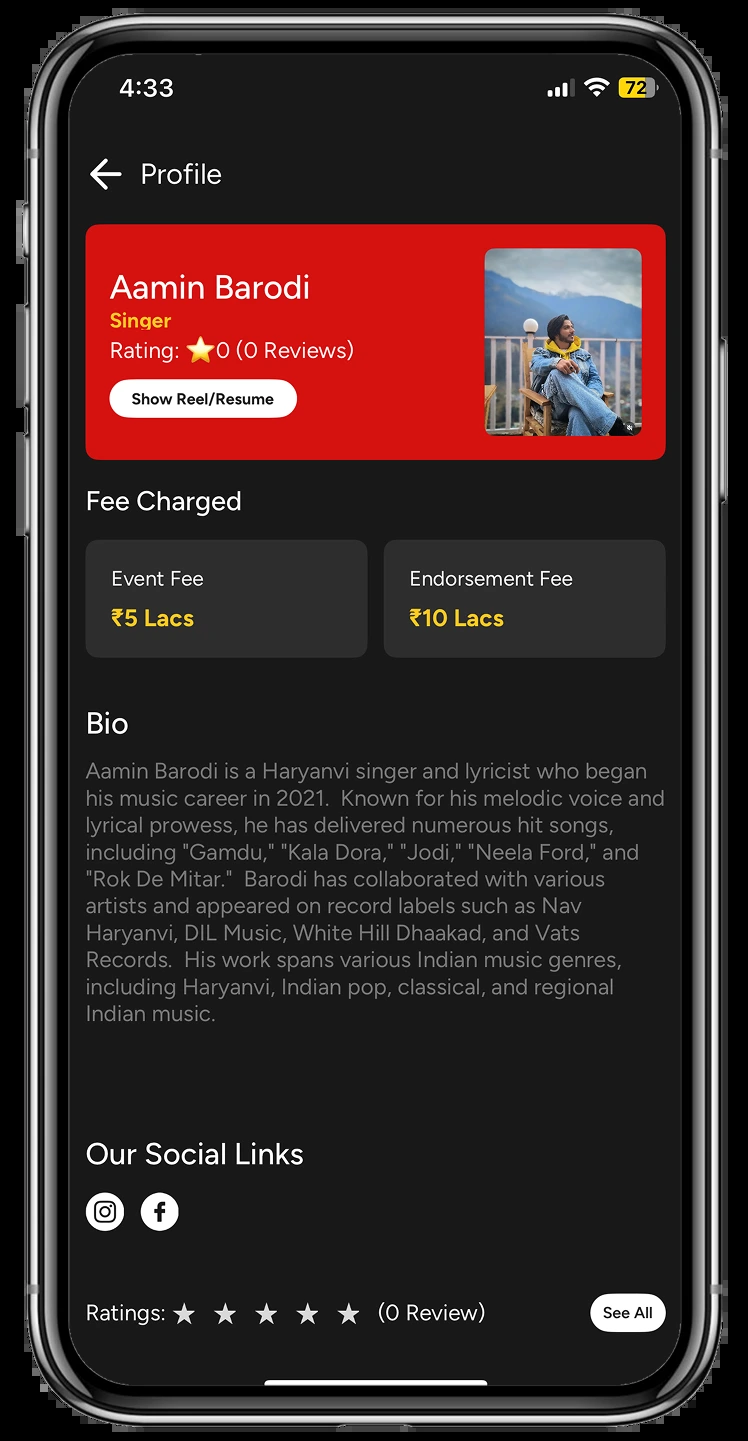 4:33
72
Profile
Aamin Barodi
Singer
Rating: ⭐0 (0 Reviews)
Show Reel/Resume
Fee Charged
Event Fee
₹5 Lacs
Endorsement Fee
₹10 Lacs
Bio
Aamin Barodi is a Haryanvi singer and lyricist who began
his music career in 2021.  Known for his melodic voice and
lyrical prowess, he has delivered numerous hit songs,
including "Gamdu," "Kala Dora," "Jodi," "Neela Ford," and
"Rok De Mitar."  Barodi has collaborated with various
artists and appeared on record labels such as Nav
Haryanvi, DIL Music, White Hill Dhaakad, and Vats
Records.  His work spans various Indian music genres,
including Haryanvi, Indian pop, classical, and regional
Indian music.
Our Social Links
Ratings: ★ ★ ★ ★ ★ (0 Review)
See All